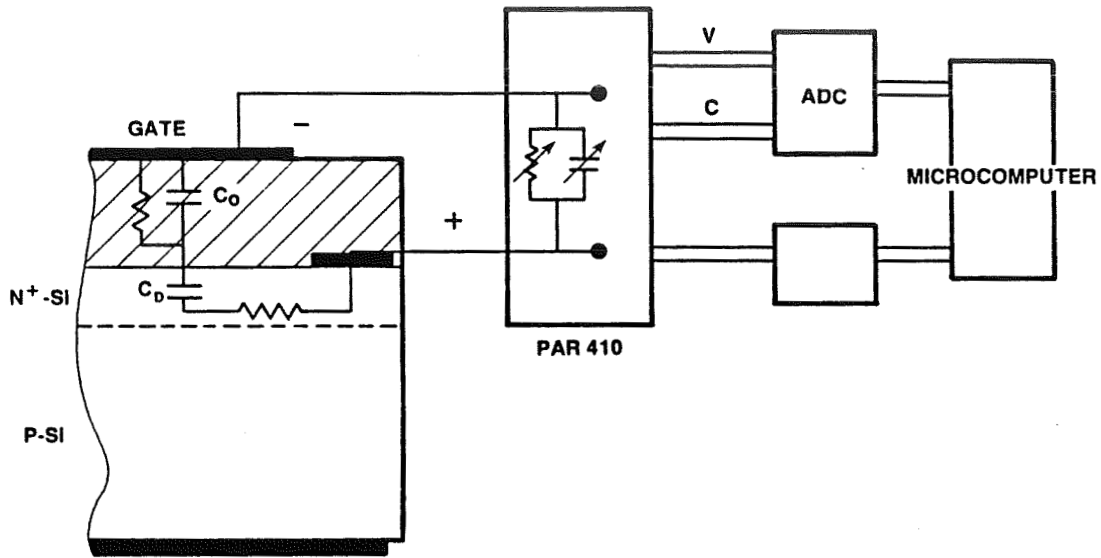 V
ADC
GATE
−
C
C₀
MICROCOMPUTER
+
N⁺-SI
C_D
PAR 410
P-SI